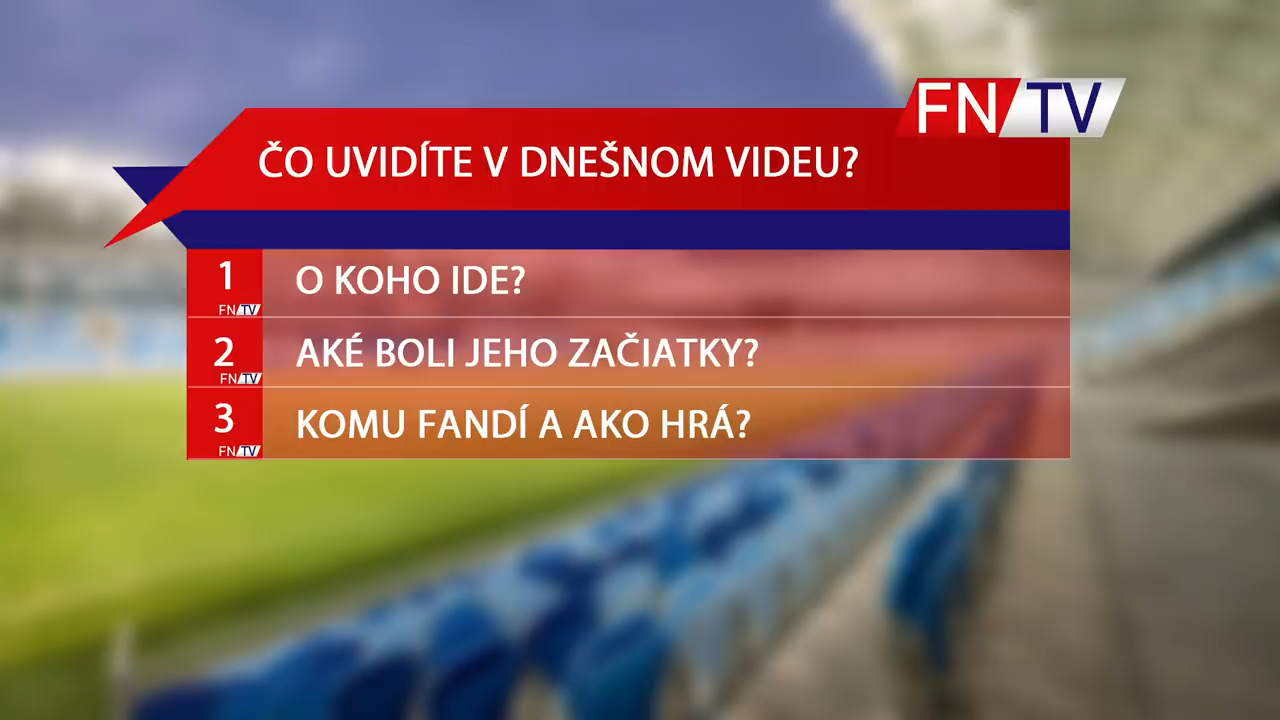 FN/TV
ČO UVIDÍTE V DNEŠNOM VIDEU?
1 O KOHO IDE?
FN/TV
2 AKÉ BOLI JEHO ZAČIATKY?
FN/TV
3 KOMU FANDÍ A AKO HRÁ?
FN/TV